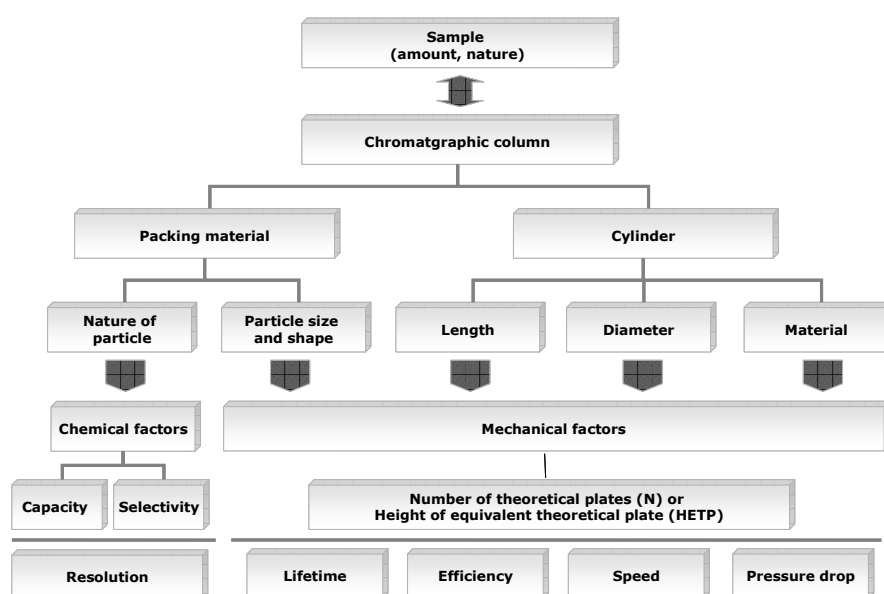 Sample
(amount, nature)
Chromatgraphic column
Packing material
Cylinder
Nature of
particle
Particle size
and shape
Length
Diameter
Material
Chemical factors
Mechanical factors
Capacity
Selectivity
Number of theoretical plates (N) or
Height of equivalent theoretical plate (HETP)
Resolution
Lifetime
Efficiency
Speed
Pressure drop